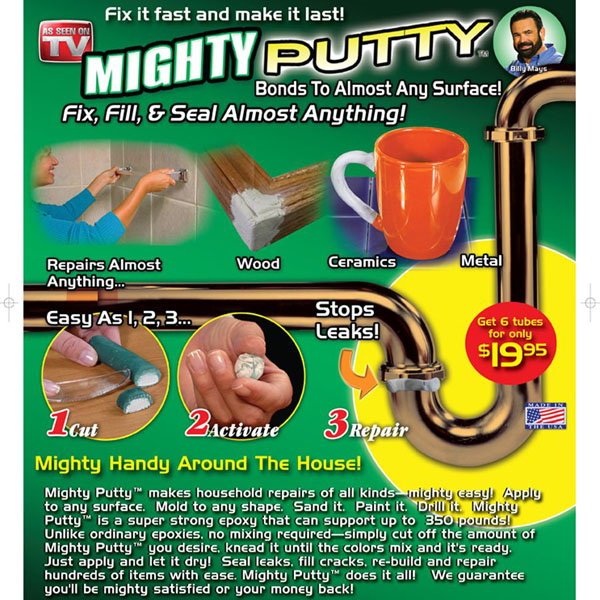 Fix it fast and make it last!
AS SEEN ON
TV
MIGHTY PUTTY™
Billy Mays
Bonds To Almost Any Surface!
Fix, Fill, & Seal Almost Anything!
Repairs Almost
Anything...
Wood
Ceramics
Metal
Easy As 1, 2, 3...
Stops
Leaks!
Get 6 tubes
for only
$19.95
MADE IN
THE USA
1 Cut
2 Activate
3 Repair
Mighty Handy Around The House!
Mighty Putty™ makes household repairs of all kinds—mighty easy! Apply
to any surface. Mold to any shape. Sand it. Paint it. Drill it. Mighty
Putty™ is a super strong epoxy that can support up to 350 pounds!
Unlike ordinary epoxies, no mixing required—simply cut off the amount of
Mighty Putty™ you desire, knead it until the colors mix and it's ready.
Just apply and let it dry! Seal leaks, fill cracks, re-build and repair
hundreds of items with ease. Mighty Putty™ does it all! We guarantee
you'll be mighty satisfied or your money back!